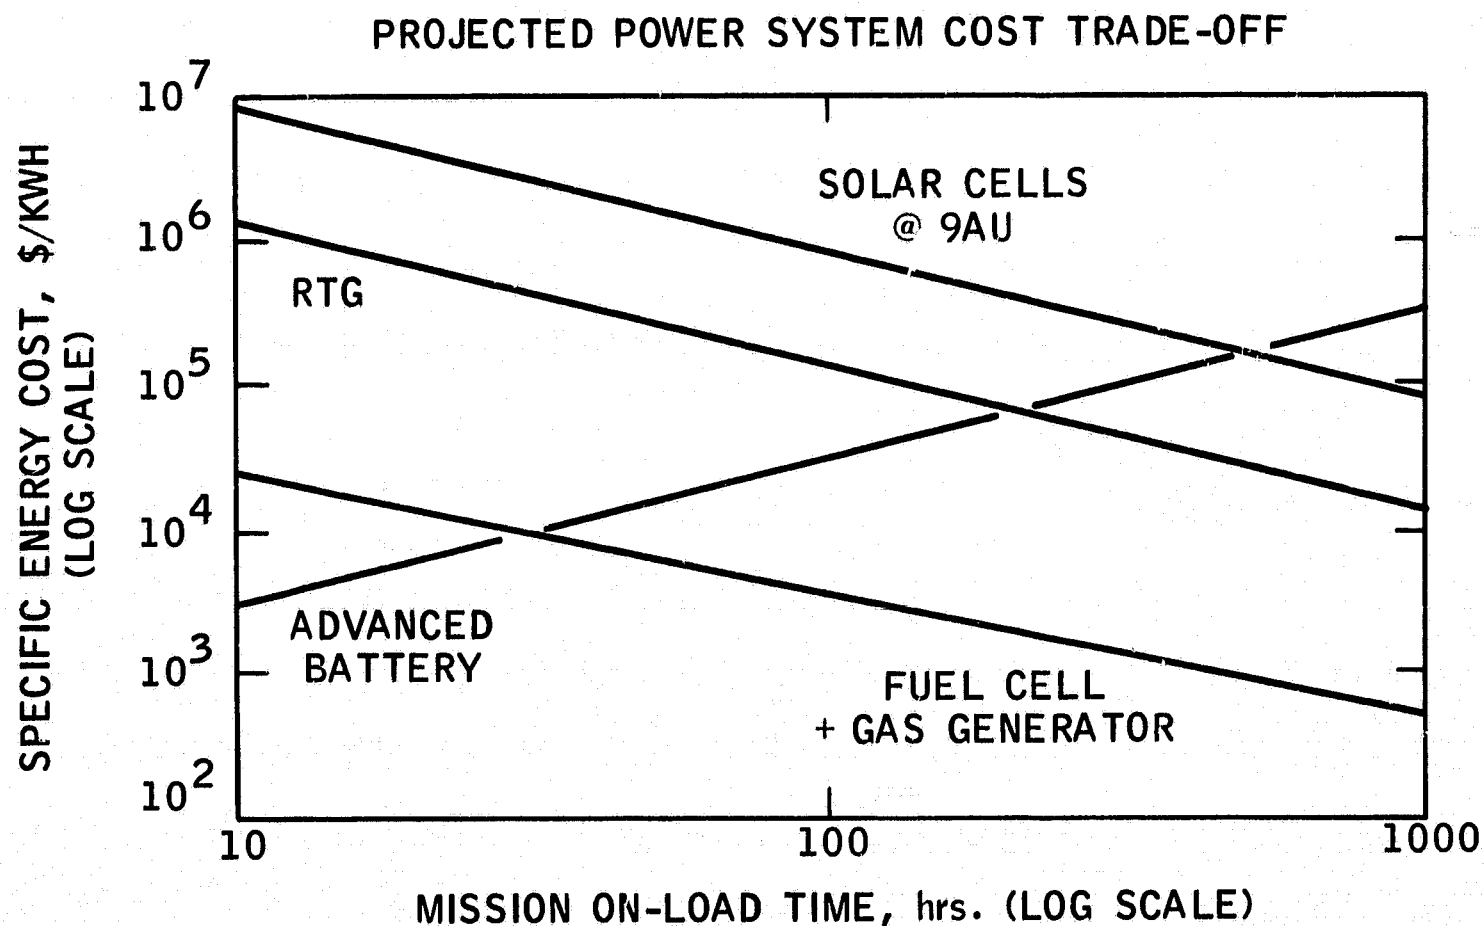 PROJECTED POWER SYSTEM COST TRADE-OFF
SPECIFIC ENERGY COST, $/KWH
(LOG SCALE)
10^7
10^6
10^5
10^4
10^3
10^2
SOLAR CELLS
@ 9AU
RTG
ADVANCED
BATTERY
FUEL CELL
+ GAS GENERATOR
10
100
1000
MISSION ON-LOAD TIME, hrs. (LOG SCALE)